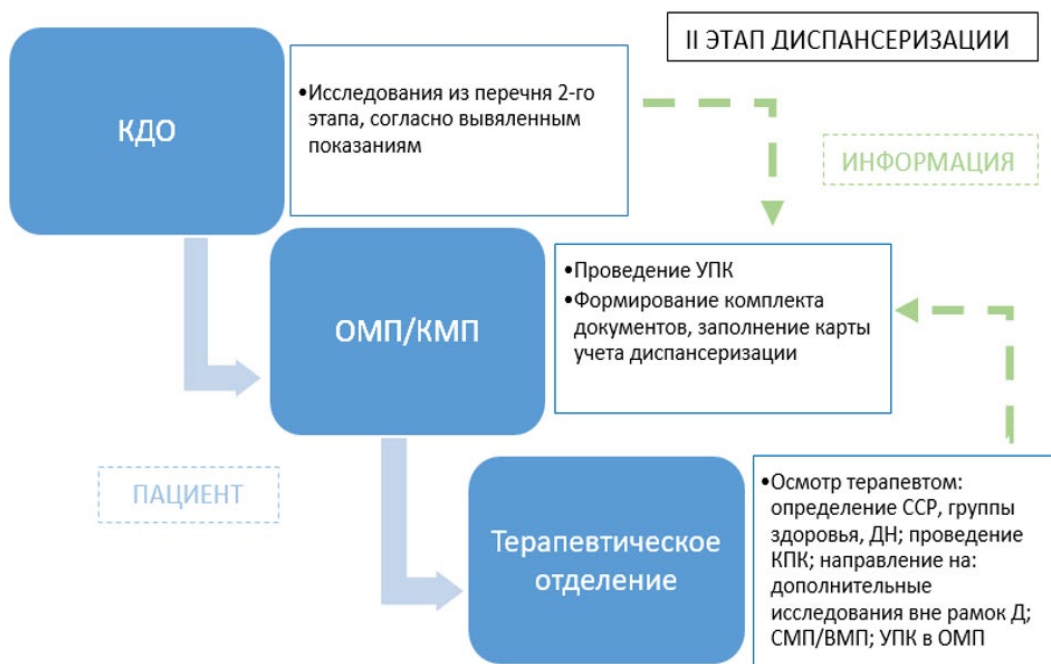 II ЭТАП ДИСПАНСЕРИЗАЦИИ
КДО
•Исследования из перечня 2-го
этапа, согласно вывяленным
показаниям
ИНФОРМАЦИЯ
ОМП/КМП
•Проведение УПК
•Формирование комплекта
документов, заполнение карты
учета диспансеризации
ПАЦИЕНТ
Терапевтическое
отделение
•Осмотр терапевтом:
определение ССР, группы
здоровья, ДН; проведение
КПК; направление на:
дополнительные
исследования вне рамок Д;
СМП/ВМП; УПК в ОМП